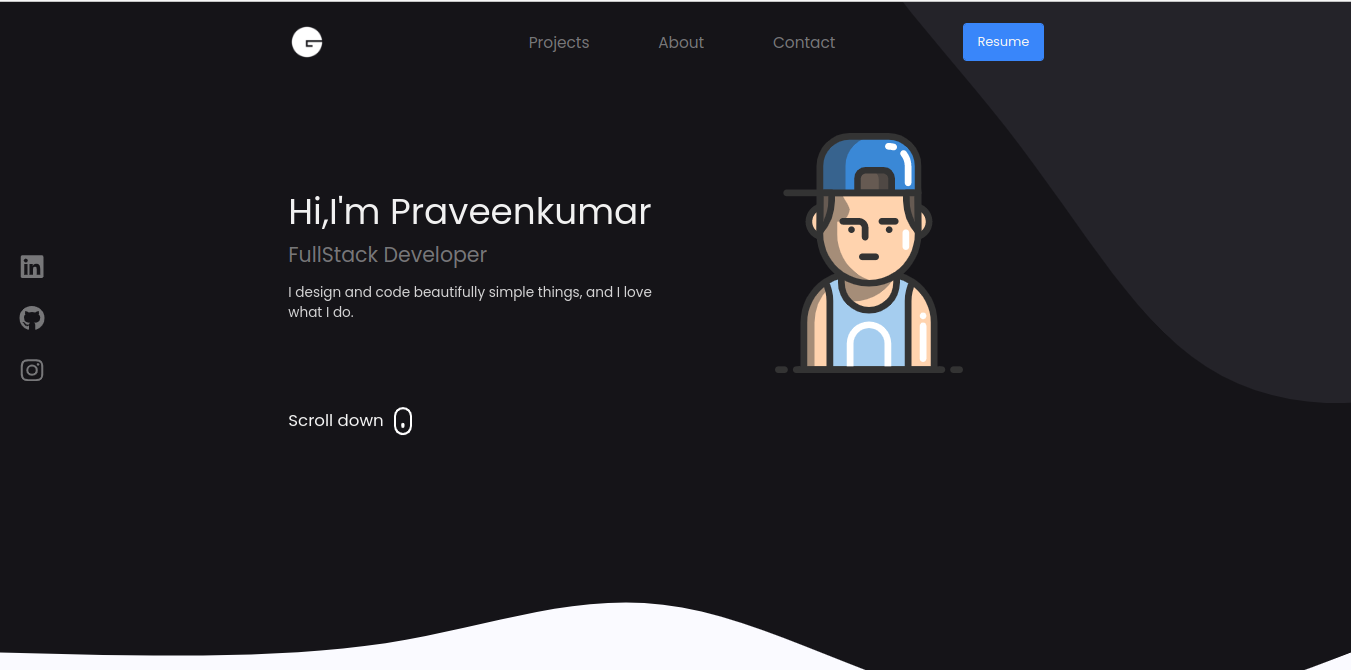 Projects About Contact Resume
Hi,I'm Praveenkumar
FullStack Developer
I design and code beautifully simple things, and I love
what I do.
Scroll down